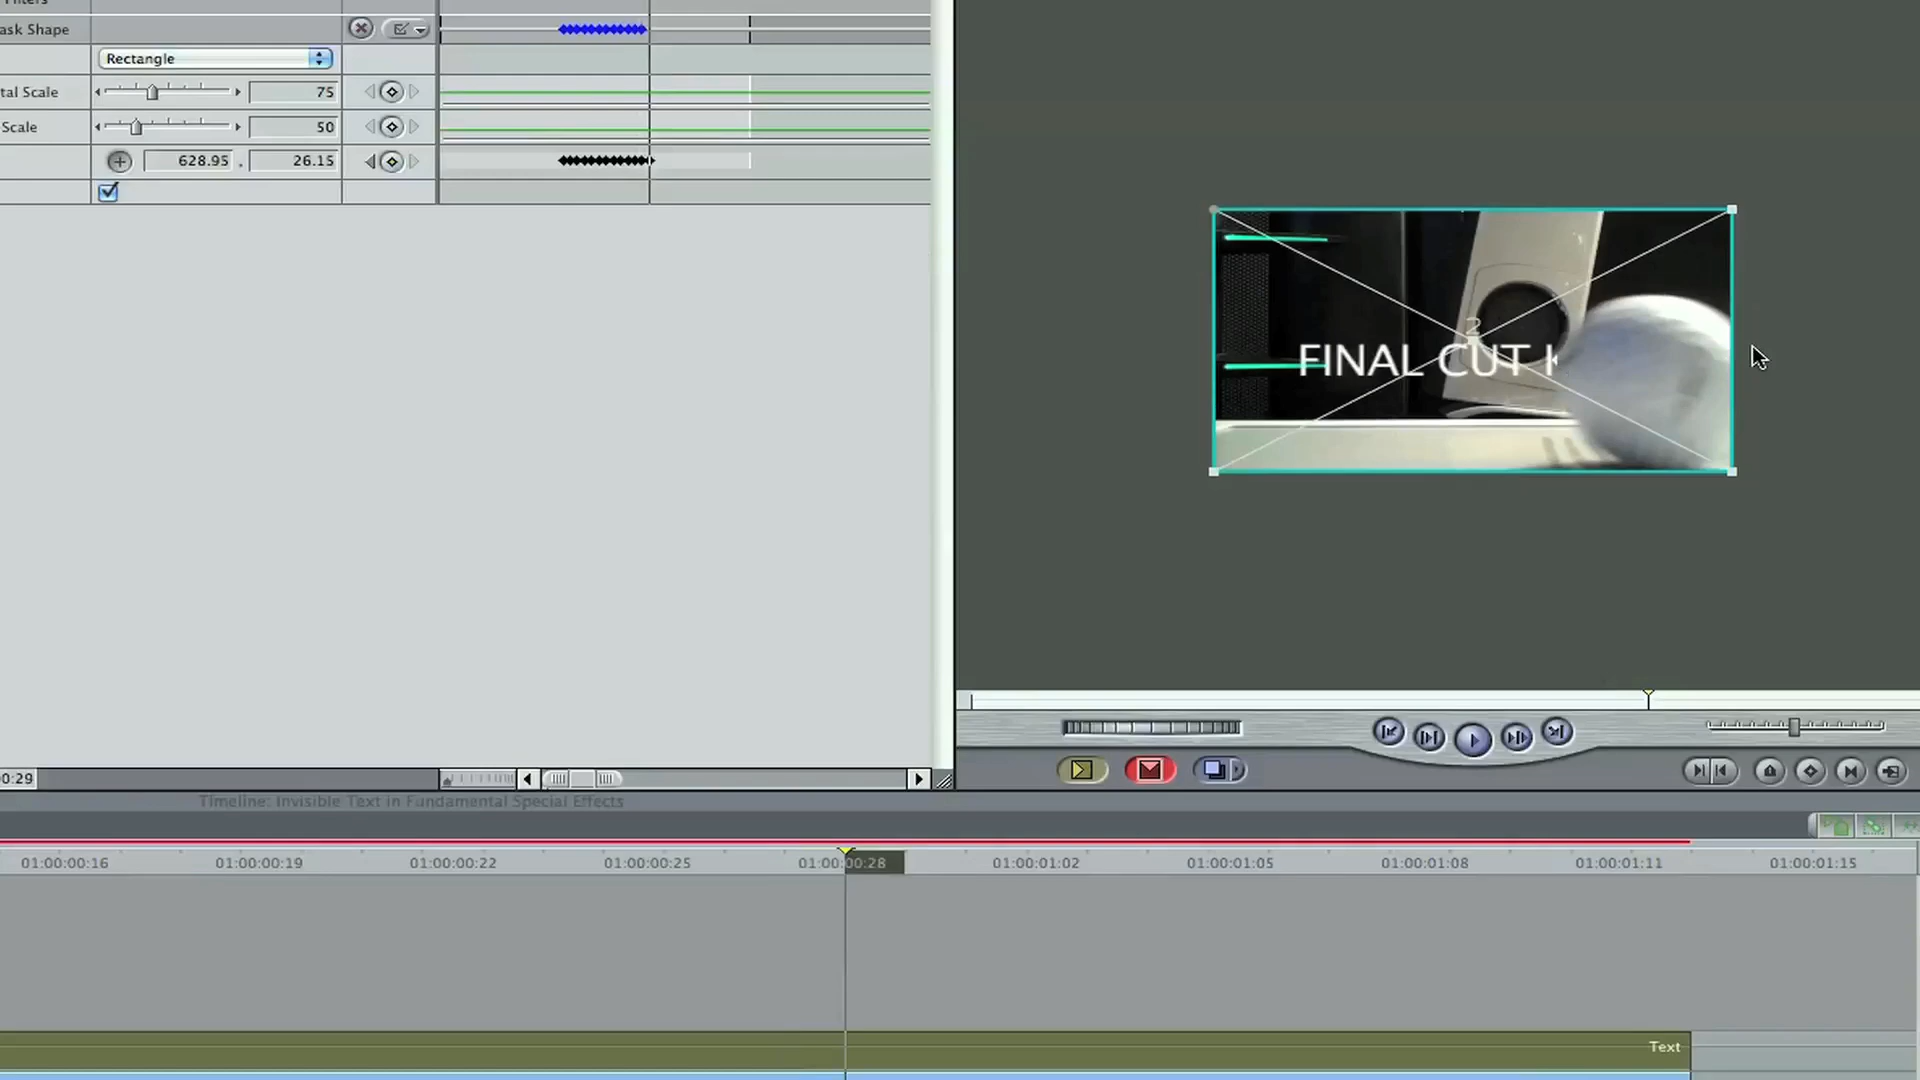 ask Shape
Rectangle
tal Scale 75
Scale 50
628.95 , 26.15
2
FINAL CUT
0:29
Timeline: Invisible Text in Fundamental Special Effects
01:00:00:16 01:00:00:19 01:00:00:22 01:00:00:25 01:00:00:28 01:00:01:02 01:00:01:05 01:00:01:08 01:00:01:11 01:00:01:15
Text